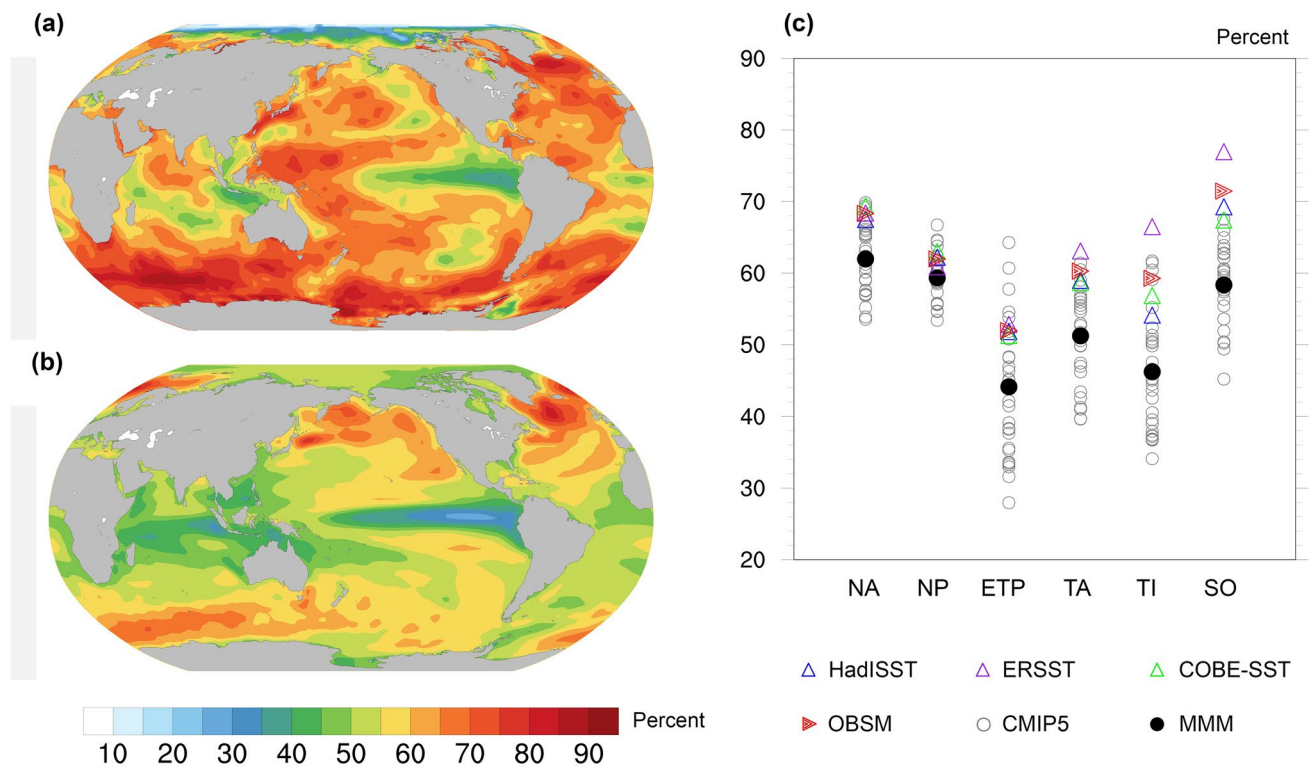 (a)
(b)
Percent
10 20 30 40 50 60 70 80 90
(c)
Percent
90
80
70
60
50
40
30
20
NA NP ETP TA TI SO
HadISST ERSST COBE-SST
OBSM CMIP5 MMM